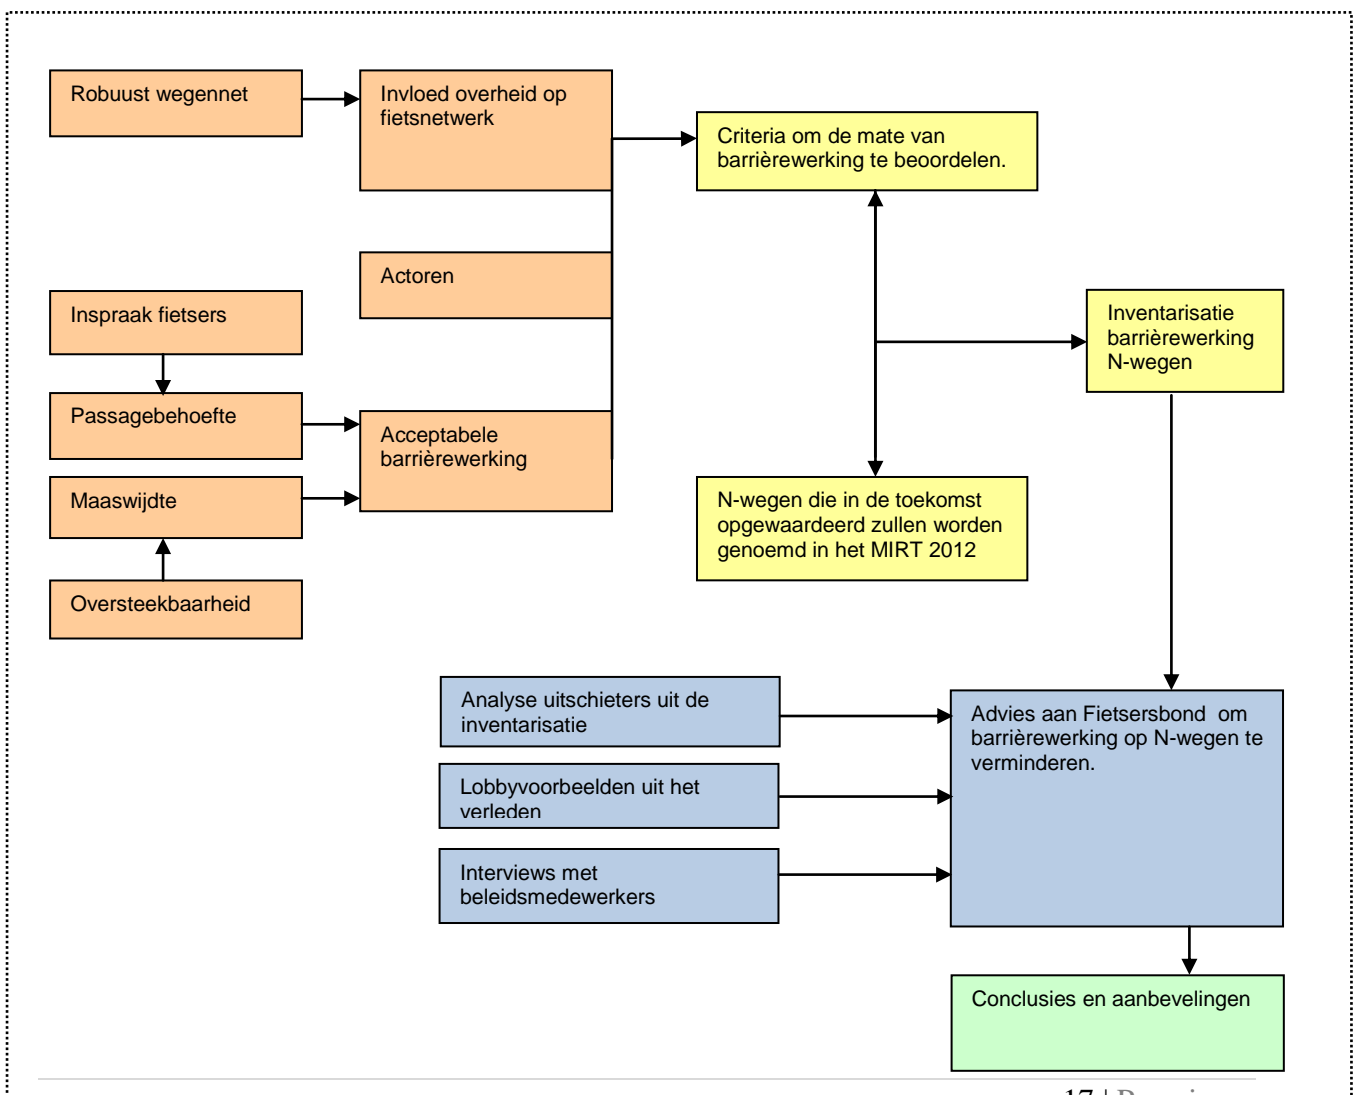 Robuust wegennet
Invloed overheid op
fietsnetwerk
Criteria om de mate van
barrièrewerking te beoordelen.
Actoren
Inspraak fietsers
Inventarisatie
barrièrewerking
N-wegen
Passagebehoefte
Acceptabele
barrièrewerking
Maaswijdte
N-wegen die in de toekomst
opgewaardeerd zullen worden
genoemd in het MIRT 2012
Oversteekbaarheid
Analyse uitschieters uit de
inventarisatie
Advies aan Fietsersbond om
barrièrewerking op N-wegen te
verminderen.
Lobbyvoorbeelden uit het
verleden
Interviews met
beleidsmedewerkers
Conclusies en aanbevelingen
17 |